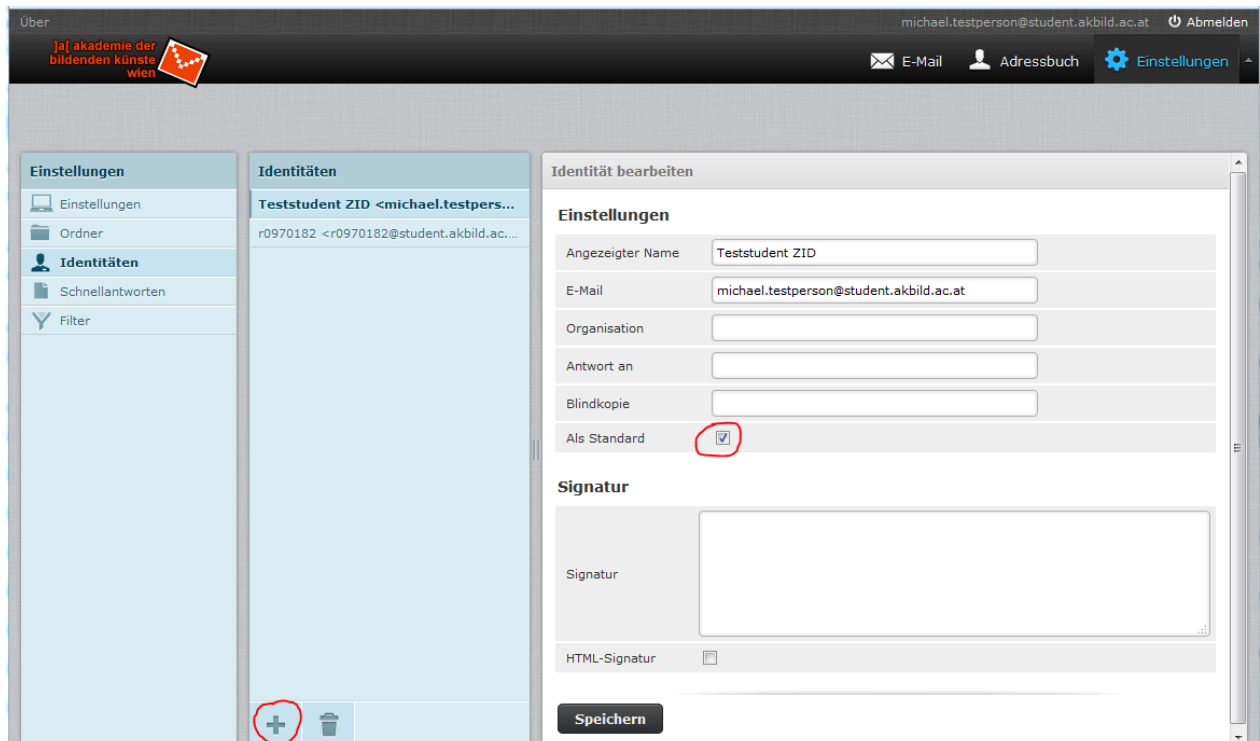 Über
michael.testperson@student.akbild.ac.at Abmelden
]a[ akademie der
bildenden künste
wien
E-Mail Adressbuch Einstellungen
Einstellungen
Einstellungen
Ordner
Identitäten
Schnellantworten
Filter
Identitäten
Teststudent ZID <michael.testpers...
r0970182 <r0970182@student.akbild.ac....
Identität bearbeiten
Einstellungen
Angezeigter Name Teststudent ZID
E-Mail michael.testperson@student.akbild.ac.at
Organisation
Antwort an
Blindkopie
Als Standard
Signatur
Signatur
HTML-Signatur
Speichern